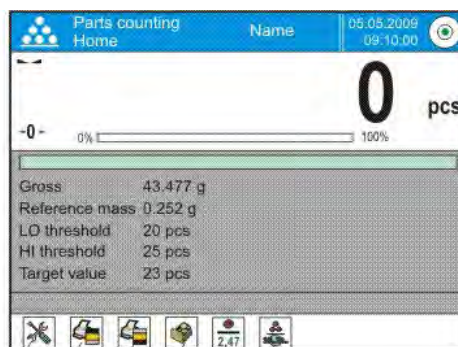 Parts counting
Home
Name
05.05.2009
09:10:00
0 pcs
-0-
0%
100%
Gross 43.477 g
Reference mass 0.252 g
LO threshold 20 pcs
HI threshold 25 pcs
Target value 23 pcs
2,47